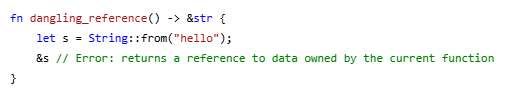 fn dangling_reference() -> &str {
    let s = String::from("hello");
    &s // Error: returns a reference to data owned by the current function
}